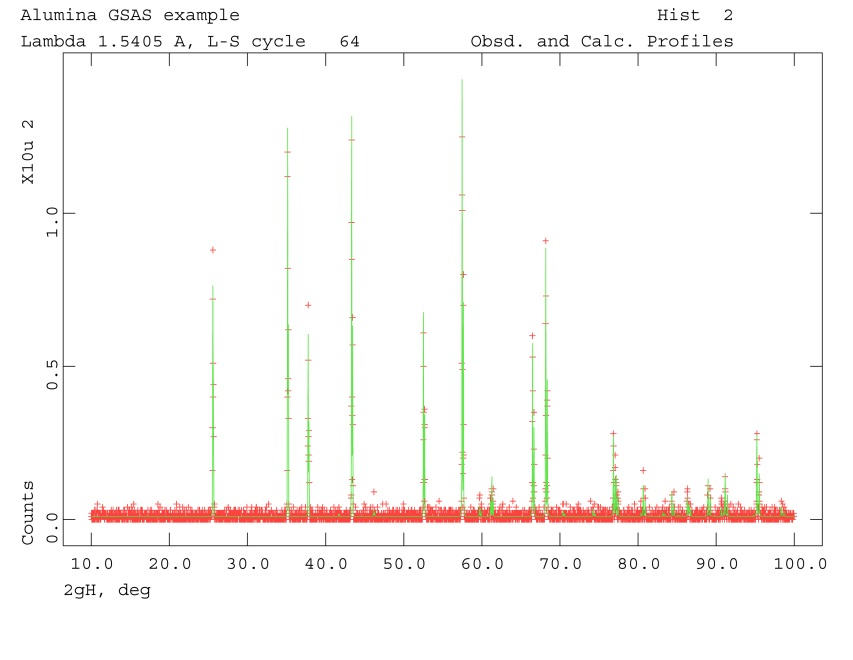 Alumina GSAS example Hist 2
Lambda 1.5405 A, L-S cycle 64 Obsd. and Calc. Profiles
X10u 2
Counts
1.0
0.5
0.0
10.0 20.0 30.0 40.0 50.0 60.0 70.0 80.0 90.0 100.0
2gH, deg